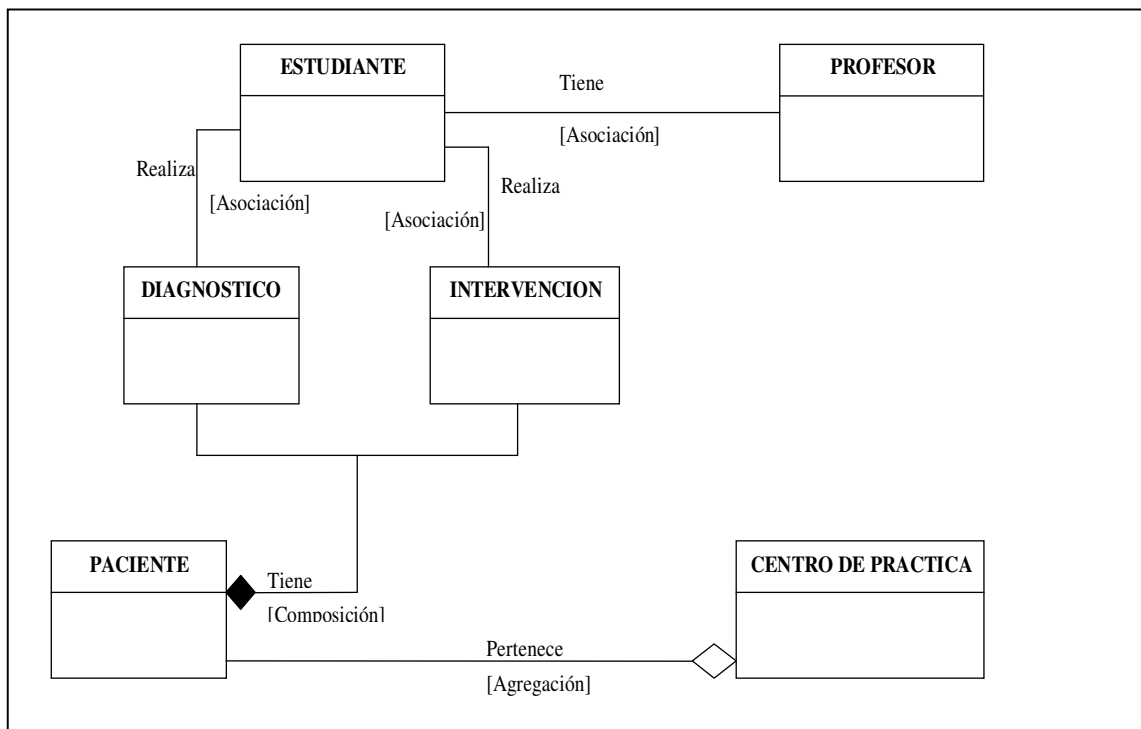 ESTUDIANTE
PROFESOR
Tiene
[Asociación]
Realiza
[Asociación]
Realiza
[Asociación]
DIAGNOSTICO
INTERVENCION
PACIENTE
CENTRO DE PRACTICA
Tiene
[Composición]
Pertenece
[Agregación]